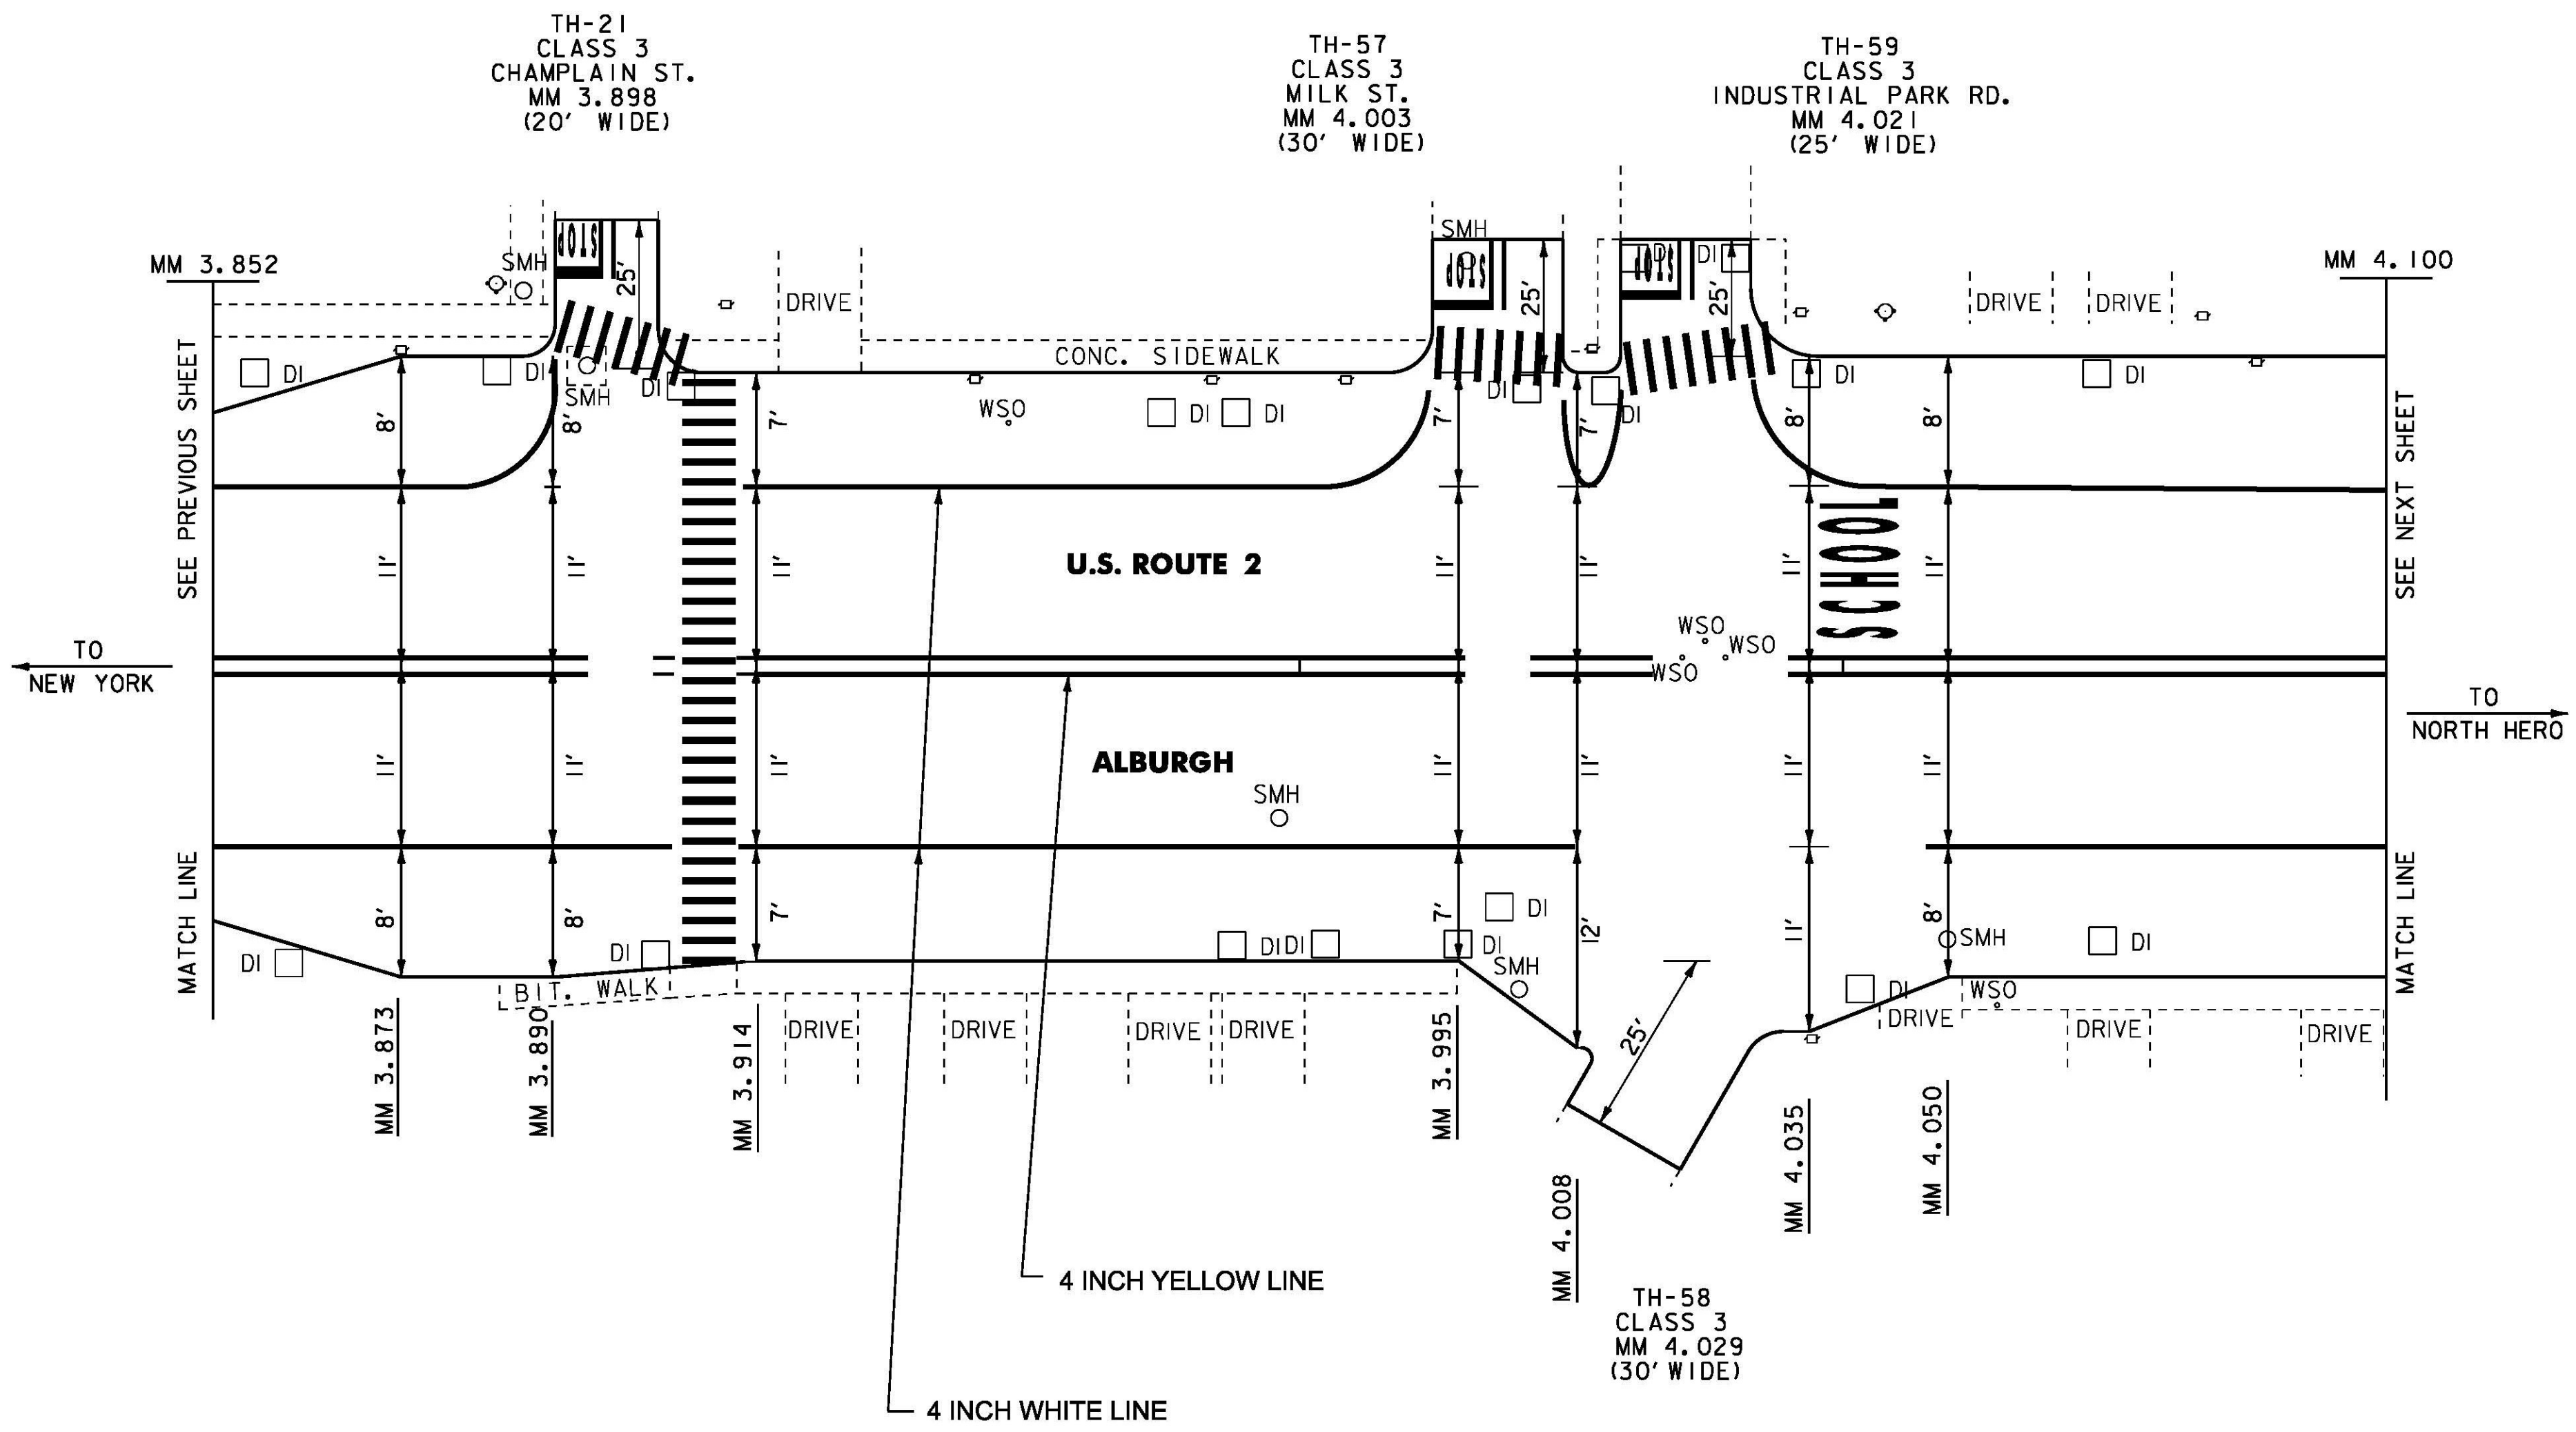 TH-21
CLASS 3
CHAMPLAIN ST.
MM 3.898
(20' WIDE)
TH-57
CLASS 3
MILK ST.
MM 4.003
(30' WIDE)
TH-59
CLASS 3
INDUSTRIAL PARK RD.
MM 4.021
(25' WIDE)
MM 3.852
MM 4.100
SMH
STOP
25'
DRIVE
SMH
STOP
25'
DI
STOP
DI
25'
DRIVE
DRIVE
SEE PREVIOUS SHEET
DI
DI
SMH
DI
CONC. SIDEWALK
WSO
DI
DI
DI
DI
DI
DI
SEE NEXT SHEET
8'
8'
7'
7'
7'
8'
8'
11'
11'
11'
U.S. ROUTE 2
11'
11'
11'
SCHOOL
11'
WSO
WSO
WSO
TO
NEW YORK
TO
NORTH HERO
11'
11'
11'
ALBURGH
SMH
11'
11'
11'
11'
MATCH LINE
8'
8'
7'
7'
12'
11'
8'
MATCH LINE
DI
DI
DI
DI
DI
DI
SMH
SMH
DI
DI
WSO
BIT. WALK
DRIVE
DRIVE
DRIVE
DRIVE
25'
DRIVE
DRIVE
DRIVE
MM 3.873
MM 3.890
MM 3.914
MM 3.995
MM 4.008
MM 4.035
MM 4.050
4 INCH YELLOW LINE
TH-58
CLASS 3
MM 4.029
(30' WIDE)
4 INCH WHITE LINE